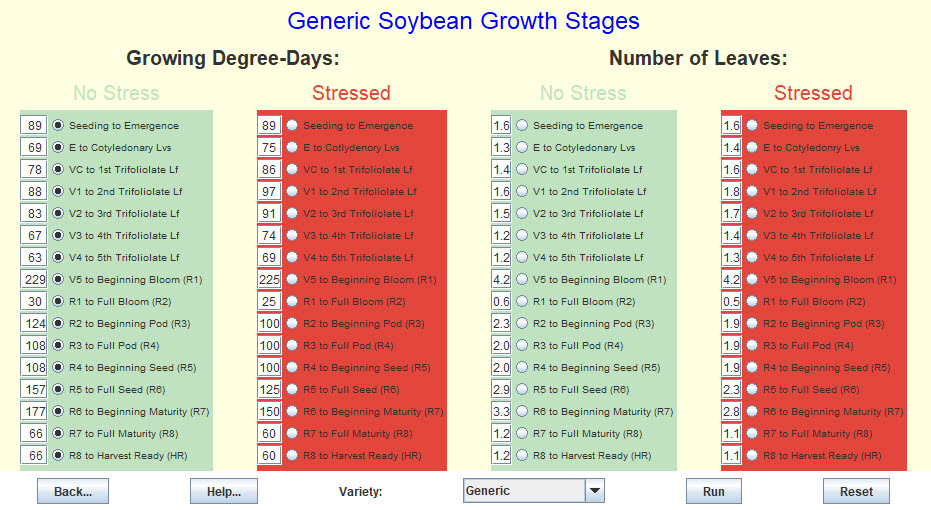 Generic Soybean Growth Stages
Growing Degree-Days: Number of Leaves:
No Stress Stressed No Stress Stressed
89 Seeding to Emergence 89 Seeding to Emergence 1.6 Seeding to Emergence 1.6 Seeding to Emergence
69 E to Cotyledonary Lvs 75 E to Cotlydenory Lvs 1.3 E to Cotyledonary Lvs 1.4 E to Cotyledonary Lvs
78 VC to 1st Trifoliolate Lf 86 VC to 1st Trifoliolate Lf 1.4 VC to 1st Trifoliolate Lf 1.6 VC to 1st Trifoliolate Lf
88 V1 to 2nd Trifoliolate Lf 97 V1 to 2nd Trifoliolate Lf 1.6 V1 to 2nd Trifoliolate Lf 1.8 V1 to 2nd Trifoliolate Lf
83 V2 to 3rd Trifoliolate Lf 91 V2 to 3rd Trifoliolate Lf 1.5 V2 to 3rd Trifoliolate Lf 1.7 V2 to 3rd Trifoliolate Lf
67 V3 to 4th Trifoliolate Lf 74 V3 to 4th Trifoliolate Lf 1.2 V3 to 4th Trifoliolate Lf 1.4 V3 to 4th Trifoliolate Lf
63 V4 to 5th Trifoliolate Lf 69 V4 to 5th Trifoliolate Lf 1.2 V4 to 5th Trifoliolate Lf 1.3 V4 to 5th Trifoliolate Lf
229 V5 to Beginning Bloom (R1) 225 V5 to Beginning Bloom (R1) 4.2 V5 to Beginning Bloom (R1) 4.2 V5 to Beginning Bloom (R1)
30 R1 to Full Bloom (R2) 25 R1 to Full Bloom (R2) 0.6 R1 to Full Bloom (R2) 0.5 R1 to Full Bloom (R2)
124 R2 to Beginning Pod (R3) 100 R2 to Beginning Pod (R3) 2.3 R2 to Beginning Pod (R3) 1.9 R2 to Beginning Pod (R3)
108 R3 to Full Pod (R4) 100 R3 to Full Pod (R4) 2.0 R3 to Full Pod (R4) 1.9 R3 to Full Pod (R4)
108 R4 to Beginning Seed (R5) 100 R4 to Beginning Seed (R5) 2.0 R4 to Beginning Seed (R5) 1.9 R4 to Beginning Seed (R5)
157 R5 to Full Seed (R6) 125 R5 to Full Seed (R6) 2.9 R5 to Full Seed (R6) 2.3 R5 to Full Seed (R6)
177 R6 to Beginning Maturity (R7) 150 R6 to Beginning Maturity (R7) 3.3 R6 to Beginning Maturity (R7) 2.8 R6 to Beginning Maturity (R7)
66 R7 to Full Maturity (R8) 60 R7 to Full Maturity (R8) 1.2 R7 to Full Maturity (R8) 1.1 R7 to Full Maturity (R8)
66 R8 to Harvest Ready (HR) 60 R8 to Harvest Ready (HR) 1.2 R8 to Harvest Ready (HR) 1.1 R8 to Harvest Ready (HR)
Back... Help... Variety: Generic Run Reset